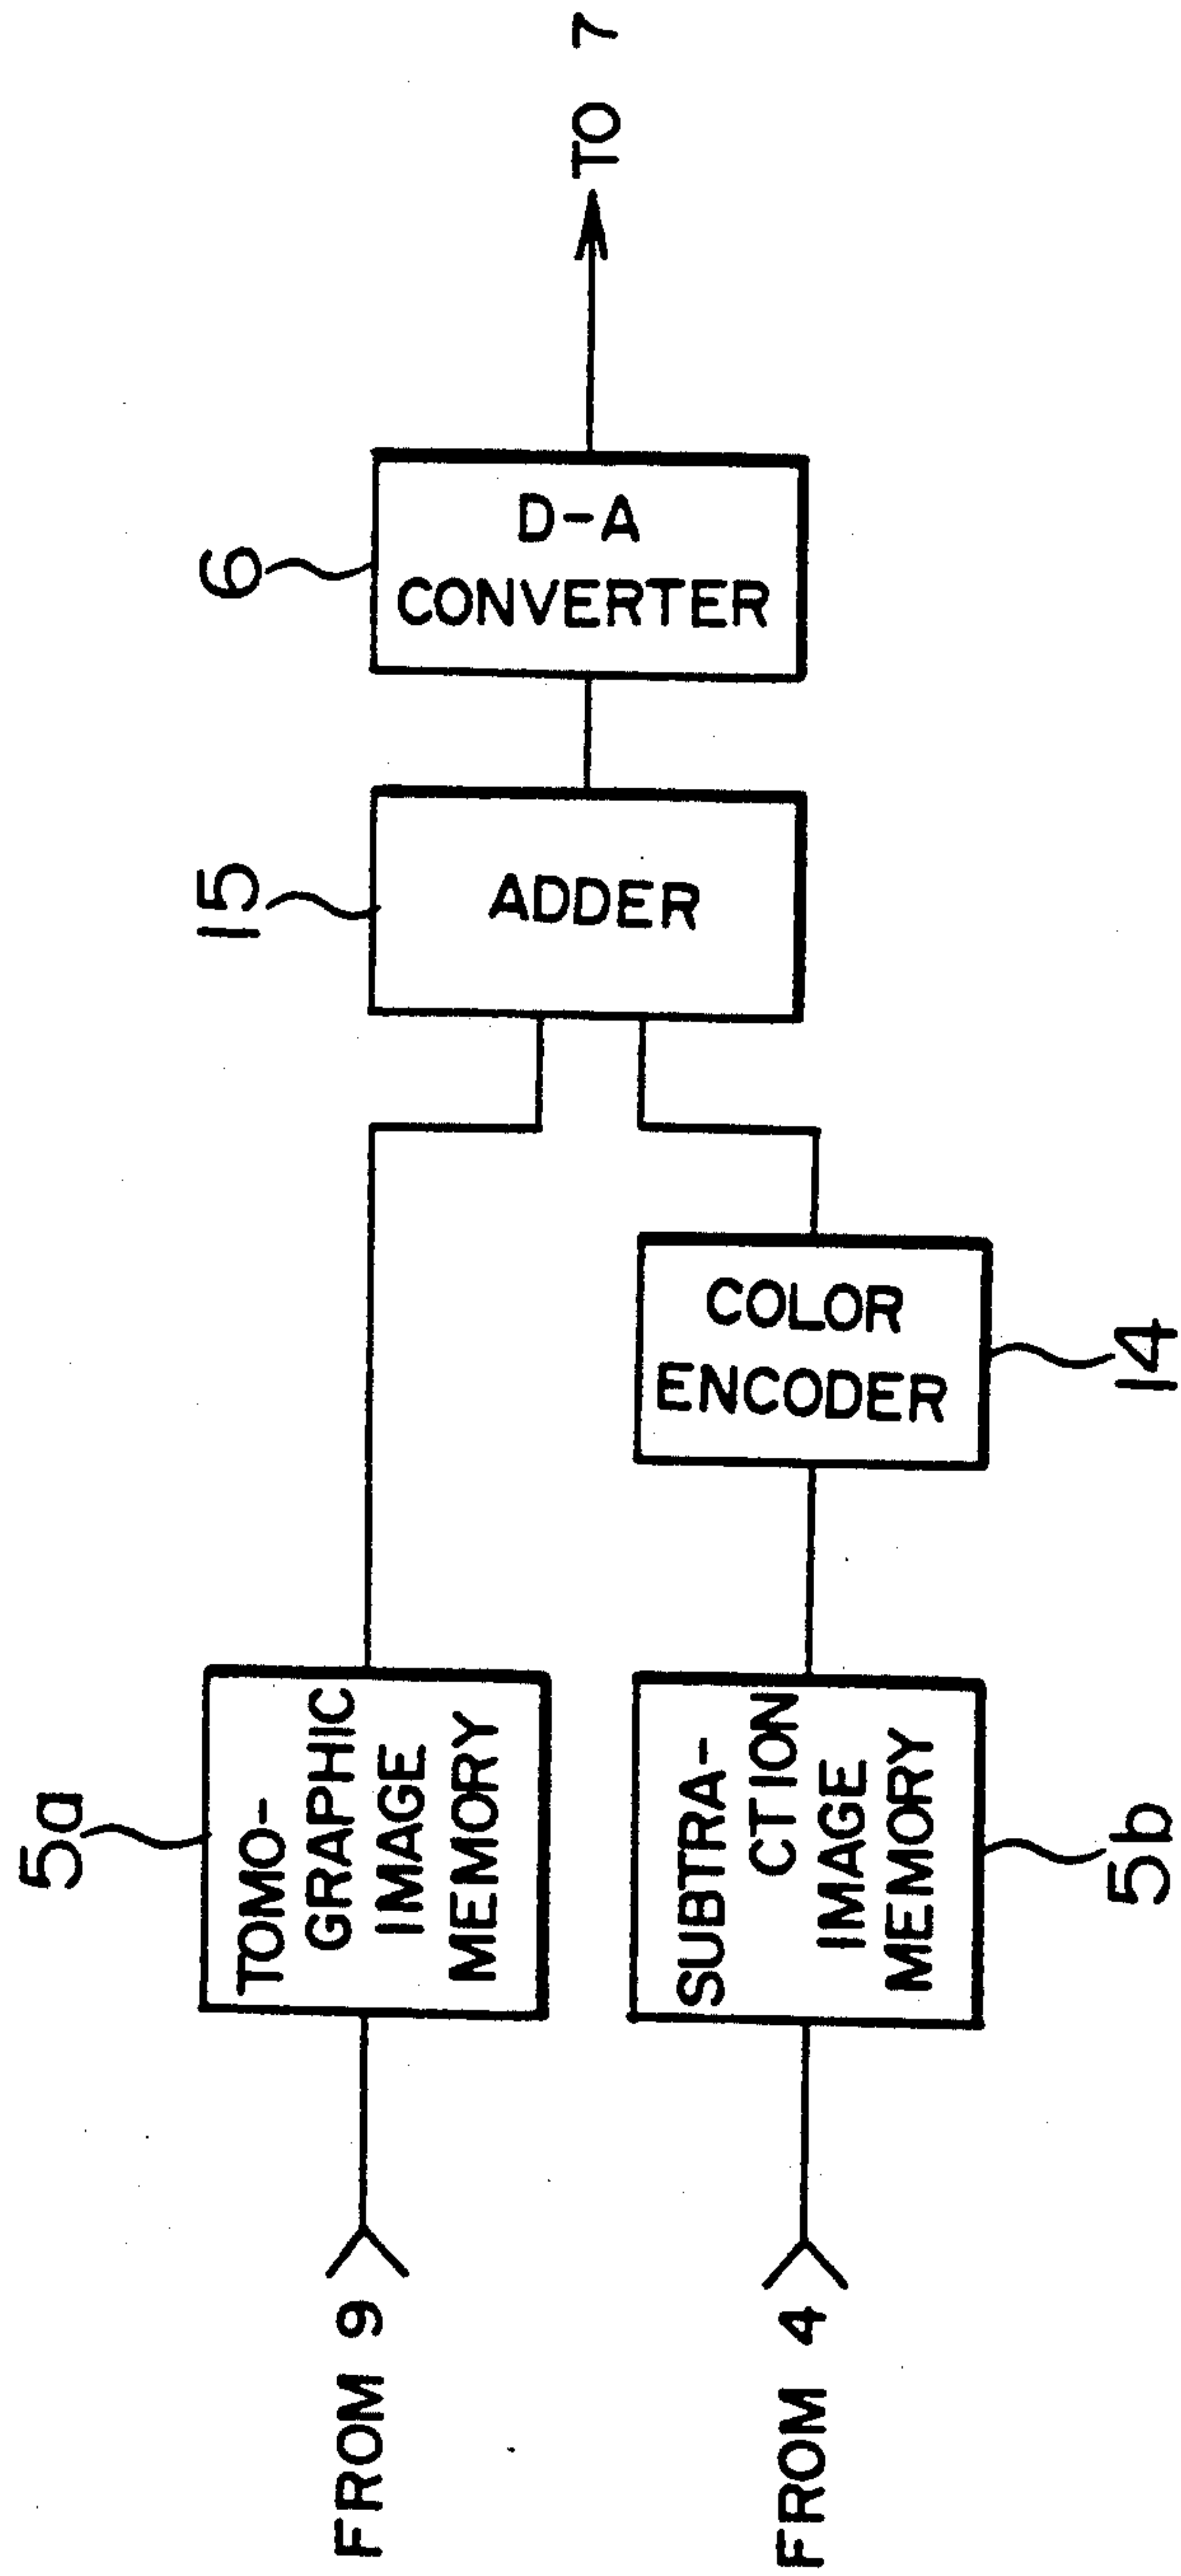 FROM 9
5a
TOMO-
GRAPHIC
IMAGE
MEMORY
FROM 4
SUBTRA-
CTION
IMAGE
MEMORY
5b
COLOR
ENCODER
14
15
ADDER
6
D-A
CONVERTER
TO 7